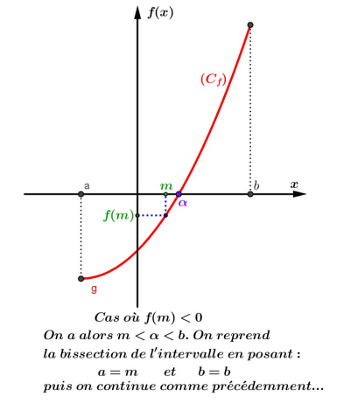 f(x)
(C_f)
a
m
b
x
α
f(m)
g
Cas où f(m) < 0
On a alors m < α < b. On reprend
la bissection de l'intervalle en posant :
a = m et b = b
puis on continue comme précédemment...